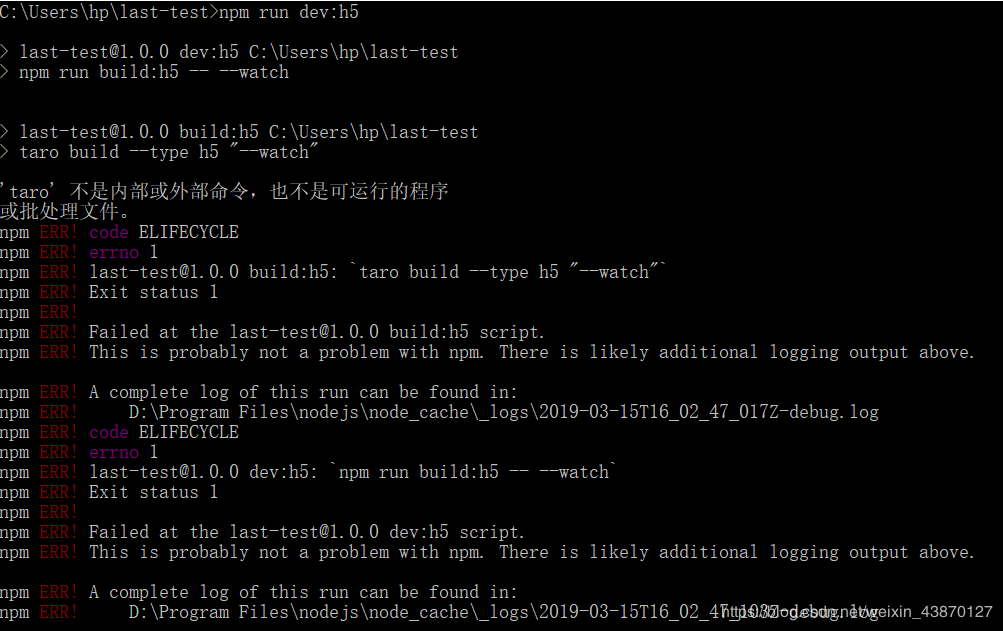 C:\Users\hp\last-test>npm run dev:h5
> last-test@1.0.0 dev:h5 C:\Users\hp\last-test
> npm run build:h5 -- --watch
> last-test@1.0.0 build:h5 C:\Users\hp\last-test
> taro build --type h5 "--watch"
'taro' 不是内部或外部命令，也不是可运行的程序
或批处理文件。
npm ERR! code ELIFECYCLE
npm ERR! errno 1
npm ERR! last-test@1.0.0 build:h5: `taro build --type h5 "--watch"`
npm ERR! Exit status 1
npm ERR!
npm ERR! Failed at the last-test@1.0.0 build:h5 script.
npm ERR! This is probably not a problem with npm. There is likely additional logging output above.
npm ERR! A complete log of this run can be found in:
npm ERR!     D:\Program Files\nodejs\node_cache\_logs\2019-03-15T16_02_47_017Z-debug.log
npm ERR! code ELIFECYCLE
npm ERR! errno 1
npm ERR! last-test@1.0.0 dev:h5: `npm run build:h5 -- --watch`
npm ERR! Exit status 1
npm ERR!
npm ERR! Failed at the last-test@1.0.0 dev:h5 script.
npm ERR! This is probably not a problem with npm. There is likely additional logging output above.
npm ERR! A complete log of this run can be found in:
npm ERR!     D:\Program Files\nodejs\node_cache\_logs\2019-03-15T16_02_47_103Z-debug.log
https://blog.csdn.net/weixin_43870127